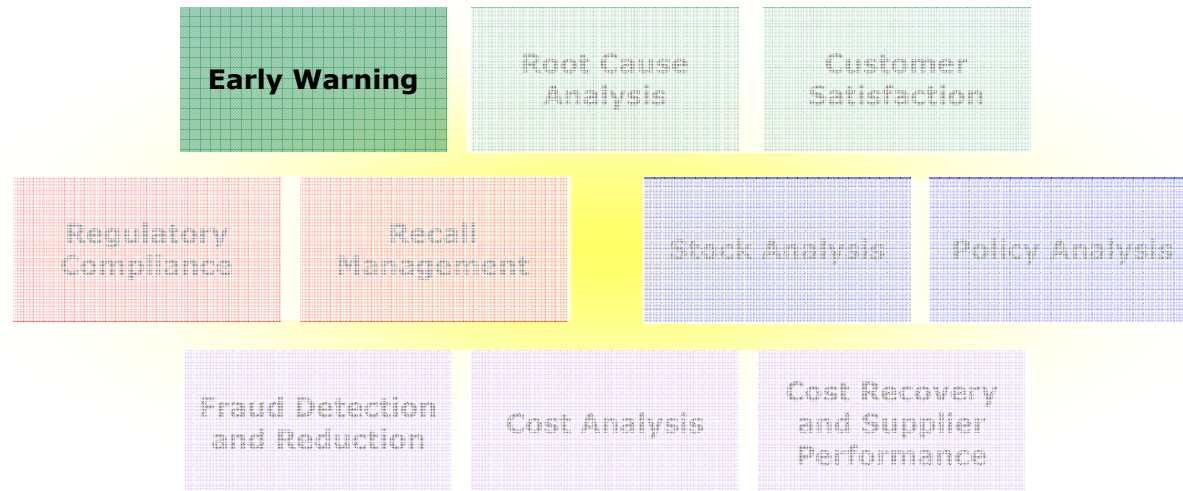 Early Warning
Root Cause
Analysis
Customer
Satisfaction
Regulatory
Compliance
Recall
Management
Stock Analysis
Policy Analysis
Fraud Detection
and Reduction
Cost Analysis
Cost Recovery
and Supplier
Performance